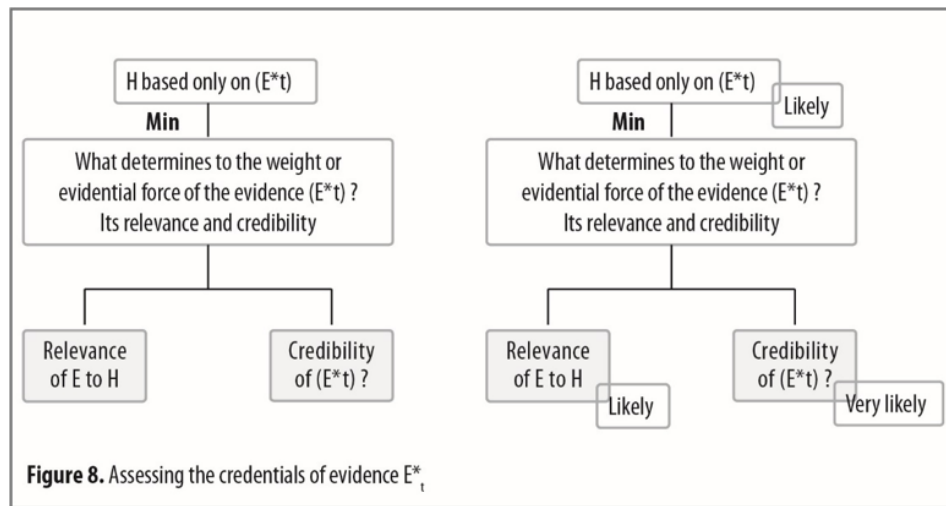 H based only on (E*t)
Min
What determines to the weight or
evidential force of the evidence (E*t) ?
Its relevance and credibility
Relevance
of E to H
Credibility
of (E*t) ?
H based only on (E*t)
Likely
Min
What determines to the weight or
evidential force of the evidence (E*t) ?
Its relevance and credibility
Relevance
of E to H
Likely
Credibility
of (E*t) ?
Very likely
Figure 8. Assessing the credentials of evidence E*t